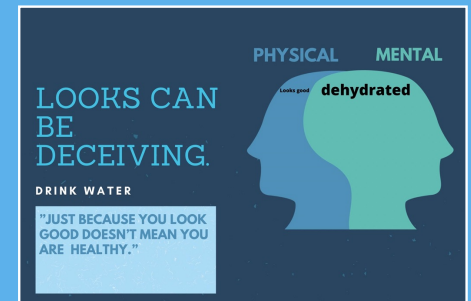 PHYSICAL MENTAL
Looks good dehydrated
LOOKS CAN
BE
DECEIVING.
DRINK WATER
"JUST BECAUSE YOU LOOK
GOOD DOESN'T MEAN YOU
ARE HEALTHY."